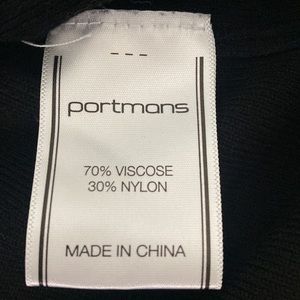 portmans
70% VISCOSE
30% NYLON
MADE IN CHINA